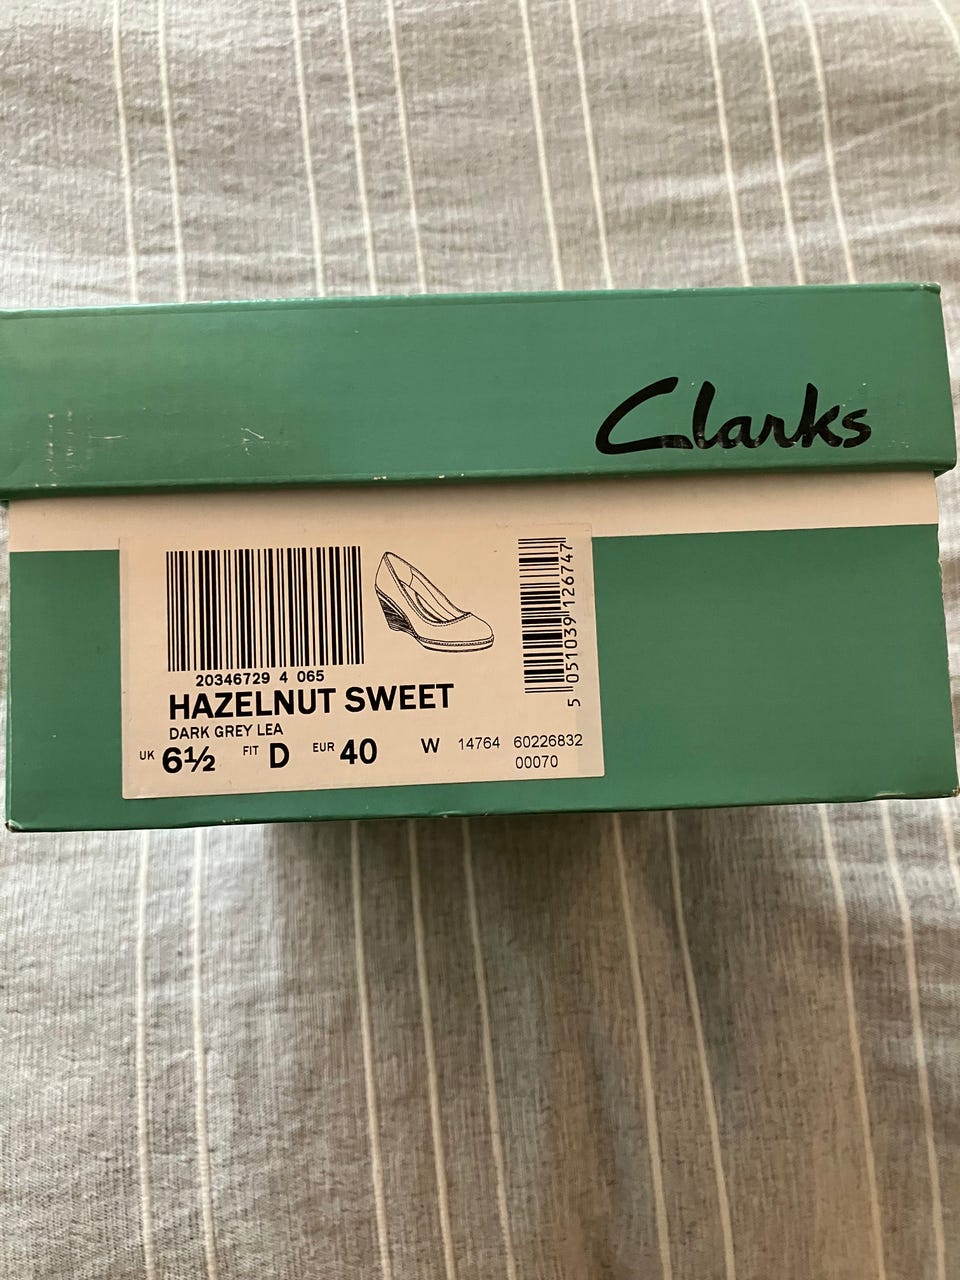 Clarks
20346729 4 065
HAZELNUT SWEET
DARK GREY LEA
UK 6½ FIT D EUR 40 W 14764 60226832
00070
5 051039 126747